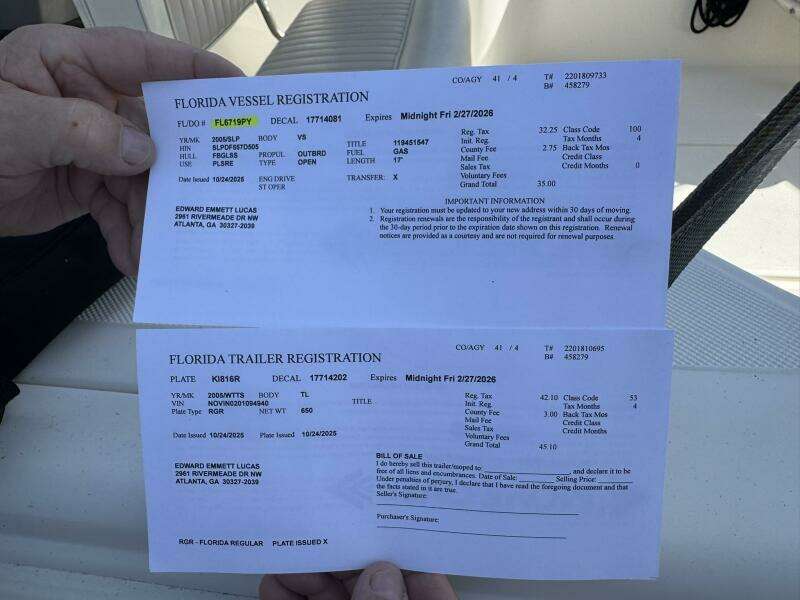 CO/AGY 41 / 4 T# 2201809733
B# 458279
FLORIDA VESSEL REGISTRATION
FL/DO # FL6719PY DECAL 17714081 Expires Midnight Fri 2/27/2026
YR/MK 2005/SLP BODY VS
HIN SLPDF657D505 TITLE 119451547
HULL FBGLSS PROPUL OUTBRD FUEL GAS
USE PLSRE TYPE OPEN LENGTH 17'
Date Issued 10/24/2025 ENG DRIVE TRANSFER: X
ST OPER
Reg. Tax 32.25 Class Code 100
Init. Reg. Tax Months 4
County Fee 2.75 Back Tax Mos
Mail Fee Credit Class
Sales Tax Credit Months 0
Voluntary Fees
Grand Total 35.00
EDWARD EMMETT LUCAS
2961 RIVERMEADE DR NW
ATLANTA, GA 30327-2039
IMPORTANT INFORMATION
1. Your registration must be updated to your new address within 30 days of moving.
2. Registration renewals are the responsibility of the registrant and shall occur during
the 30-day period prior to the expiration date shown on this registration. Renewal
notices are provided as a courtesy and are not required for renewal purposes.
CO/AGY 41 / 4 T# 2201810695
B# 458279
FLORIDA TRAILER REGISTRATION
PLATE KI816R DECAL 17714202 Expires Midnight Fri 2/27/2026
YR/MK 2005/WTTS BODY TL
VIN NOVIN0201094940 TITLE
Plate Type RGR NET WT 650
Date Issued 10/24/2025 Plate Issued 10/24/2025
Reg. Tax 42.10 Class Code 53
Init. Reg. Tax Months 4
County Fee 3.00 Back Tax Mos
Mail Fee Credit Class
Sales Tax Credit Months
Voluntary Fees
Grand Total 45.10
EDWARD EMMETT LUCAS
2961 RIVERMEADE DR NW
ATLANTA, GA 30327-2039
BILL OF SALE
I do hereby sell this trailer/moped to: , and declare it to be
free of all liens and encumbrances. Date of Sale: Selling Price:
Under penalties of perjury, I declare that I have read the foregoing document and that
the facts stated in it are true.
Seller's Signature:
Purchaser's Signature:
RGR - FLORIDA REGULAR PLATE ISSUED X